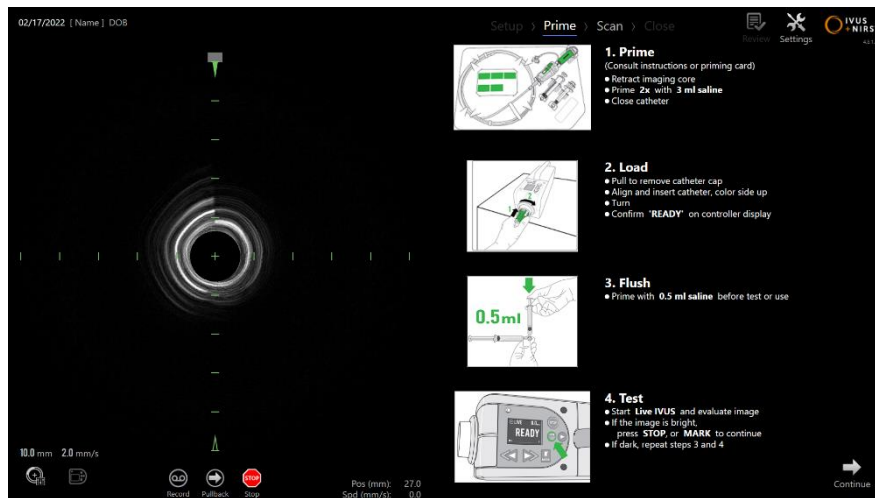 02/17/2022 [ Name ] DOB
Setup > Prime > Scan > Close
Review
Settings
IVUS
+NIRS
1. Prime
(Consult instructions or priming card)
• Retract imaging core
• Prime 2x with 3 ml saline
• Close catheter
2. Load
• Pull to remove catheter cap
• Align and insert catheter, color side up
• Turn
• Confirm 'READY' on controller display
1
2
3. Flush
• Prime with 0.5 ml saline before test or use
0.5ml
4. Test
• Start Live IVUS and evaluate image
• If the image is bright,
press STOP, or MARK to continue
• If dark, repeat steps 3 and 4
READY
10.0 mm 2.0 mm/s
Record
Pullback
STOP
Stop
Pos (mm): 27.0
Spd (mm/s): 0.0
Continue